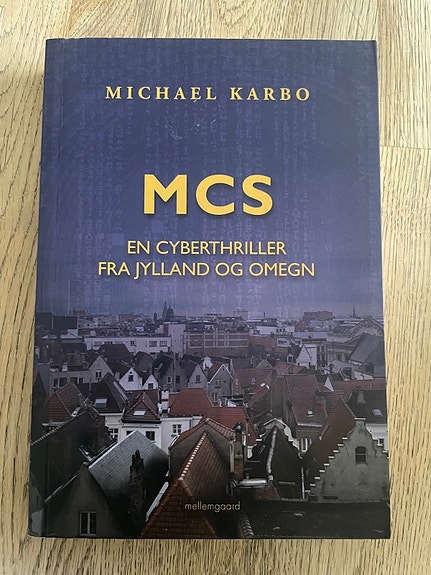 MICHAEL KARBO
MCS
EN CYBERTHRILLER
FRA JYLLAND OG OMEGN
mellemgaard